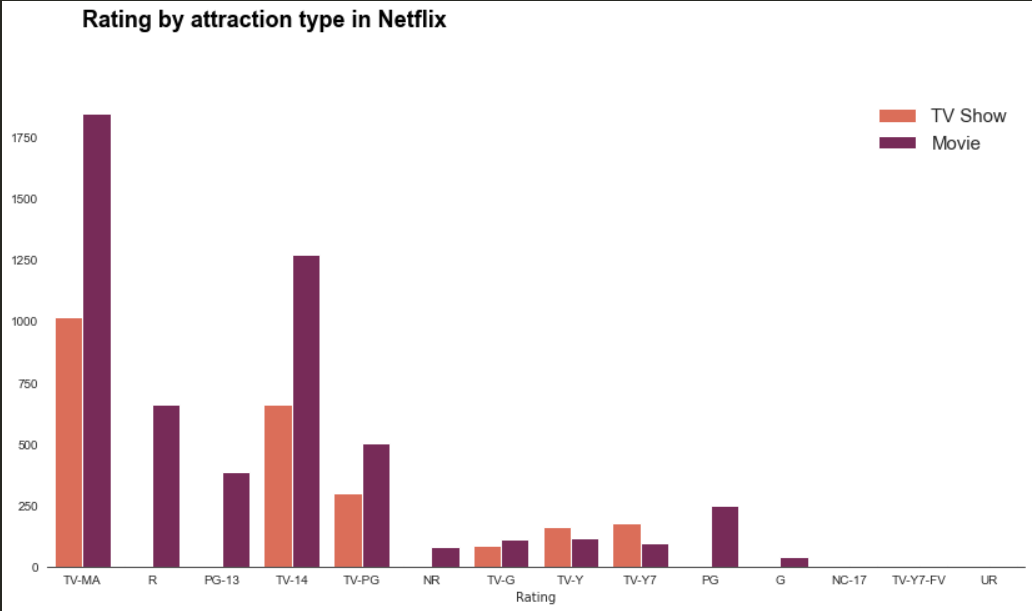 Rating by attraction type in Netflix
TV Show
Movie
1750
1500
1250
1000
750
500
250
0
TV-MA R PG-13 TV-14 TV-PG NR TV-G TV-Y TV-Y7 PG G NC-17 TV-Y7-FV UR
Rating